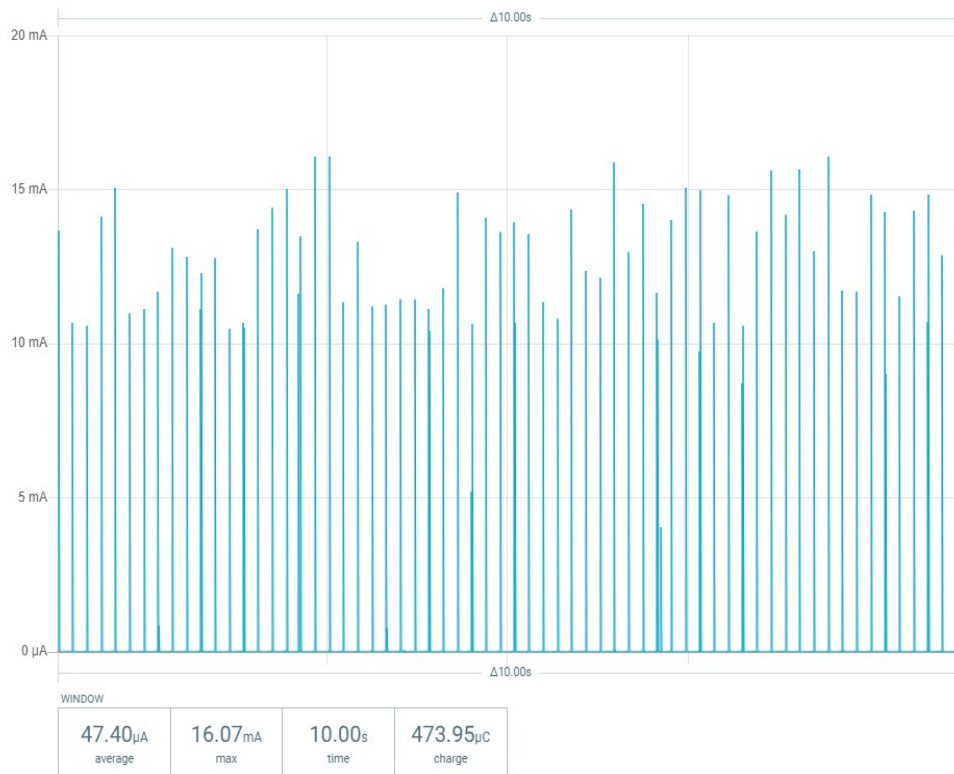 Δ10.00s
20 mA
15 mA
10 mA
5 mA
0 µA
Δ10.00s
WINDOW
47.40µA 16.07mA 10.00s 473.95µC
average max time charge